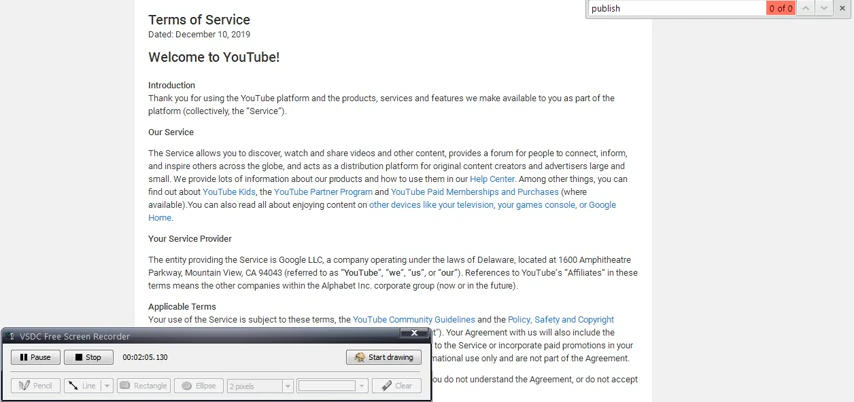 publish
0 of 0
Terms of Service
Dated: December 10, 2019
Welcome to YouTube!
Introduction
Thank you for using the YouTube platform and the products, services and features we make available to you as part of the
platform (collectively, the “Service”).
Our Service
The Service allows you to discover, watch and share videos and other content, provides a forum for people to connect, inform,
and inspire others across the globe, and acts as a distribution platform for original content creators and advertisers large and
small. We provide lots of information about our products and how to use them in our Help Center. Among other things, you can
find out about YouTube Kids, the YouTube Partner Program and YouTube Paid Memberships and Purchases (where
available).You can also read all about enjoying content on other devices like your television, your games console, or Google
Home.
Your Service Provider
The entity providing the Service is Google LLC, a company operating under the laws of Delaware, located at 1600 Amphitheatre
Parkway, Mountain View, CA 94043 (referred to as “YouTube”, “we”, “us”, or “our”). References to YouTube’s “Affiliates” in these
terms means the other companies within the Alphabet Inc. corporate group (now or in the future).
Applicable Terms
Your use of the Service is subject to these terms, the YouTube Community Guidelines and the Policy, Safety and Copyright
”). Your Agreement with us will also include the
to the Service or incorporate paid promotions in your
use only and are not part of the Agreement.
you do not understand the Agreement, or do not accept
VSDC Free Screen Recorder
Pause
Stop
00:02:05.130
Start drawing
Pencil
Line
Rectangle
Ellipse
2 pixels
Clear